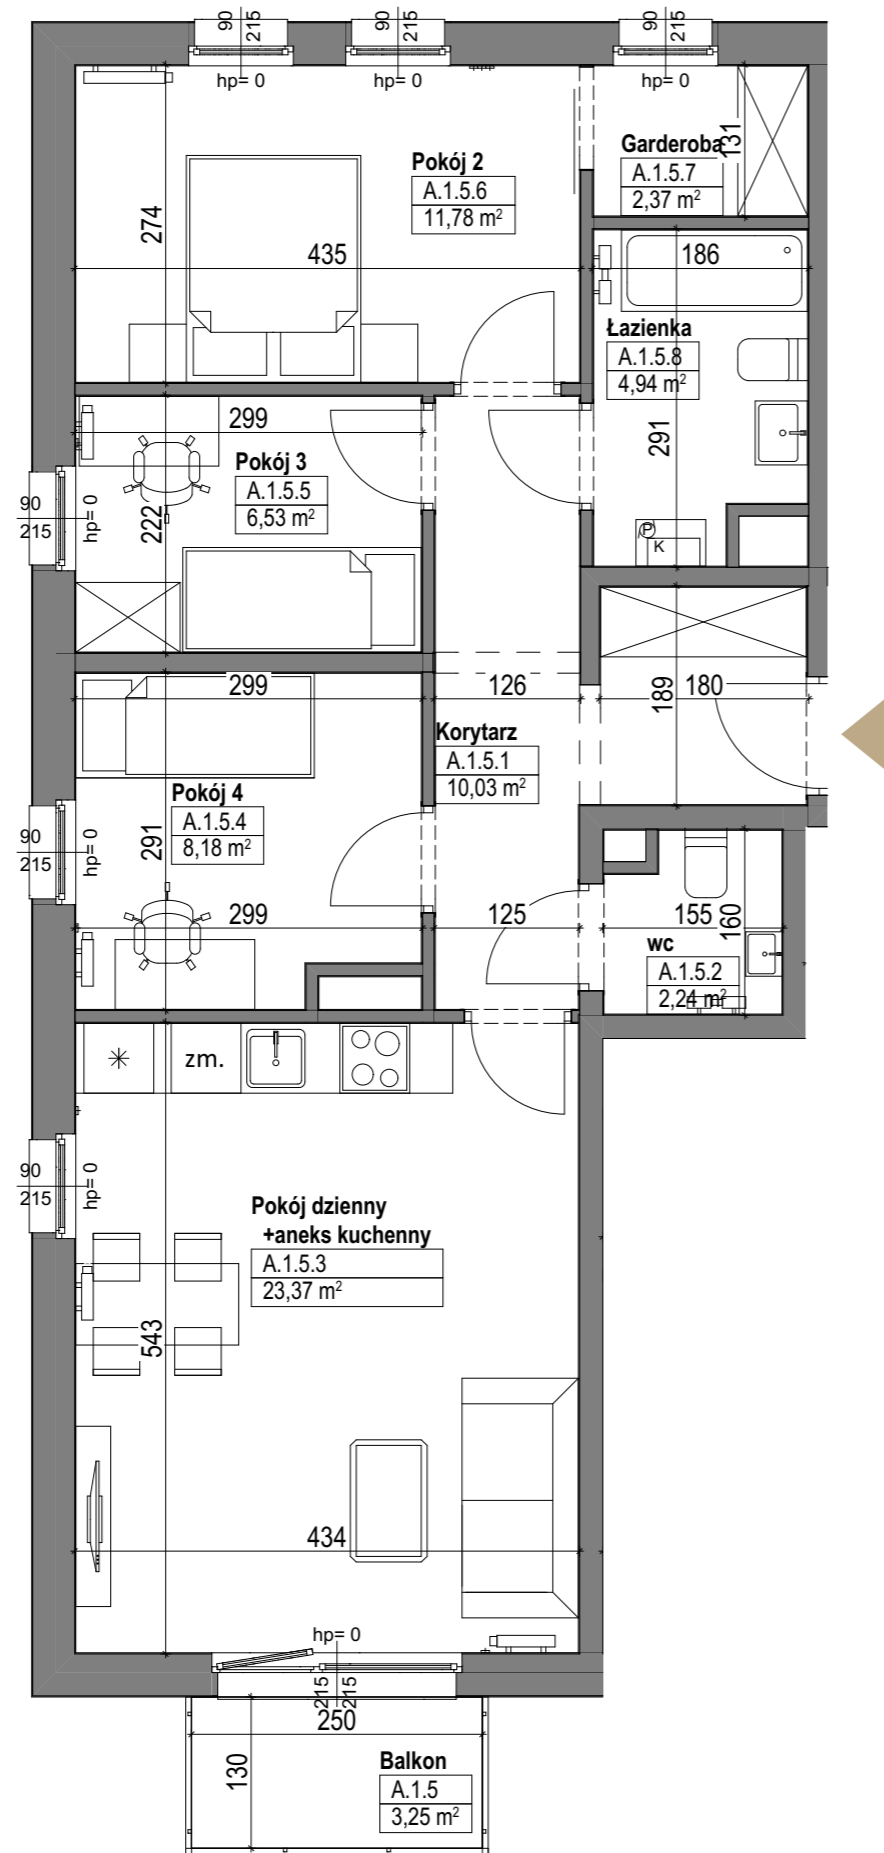 90
215
90
215
90
215
hp= 0
hp= 0
hp= 0
Garderoba
A.1.5.7
2,37 m²
131
Pokój 2
A.1.5.6
11,78 m²
274
435
186
Łazienka
A.1.5.8
4,94 m²
291
299
Pokój 3
A.1.5.5
6,53 m²
222
90
215
hp= 0
P
K
299
126
189
180
Korytarz
A.1.5.1
10,03 m²
Pokój 4
A.1.5.4
8,18 m²
291
90
215
hp= 0
299
125
155
160
wc
A.1.5.2
2,24 m²
zm.
90
215
hp= 0
Pokój dzienny
+aneks kuchenny
A.1.5.3
23,37 m²
543
434
hp= 0
215
215
250
130
Balkon
A.1.5
3,25 m²